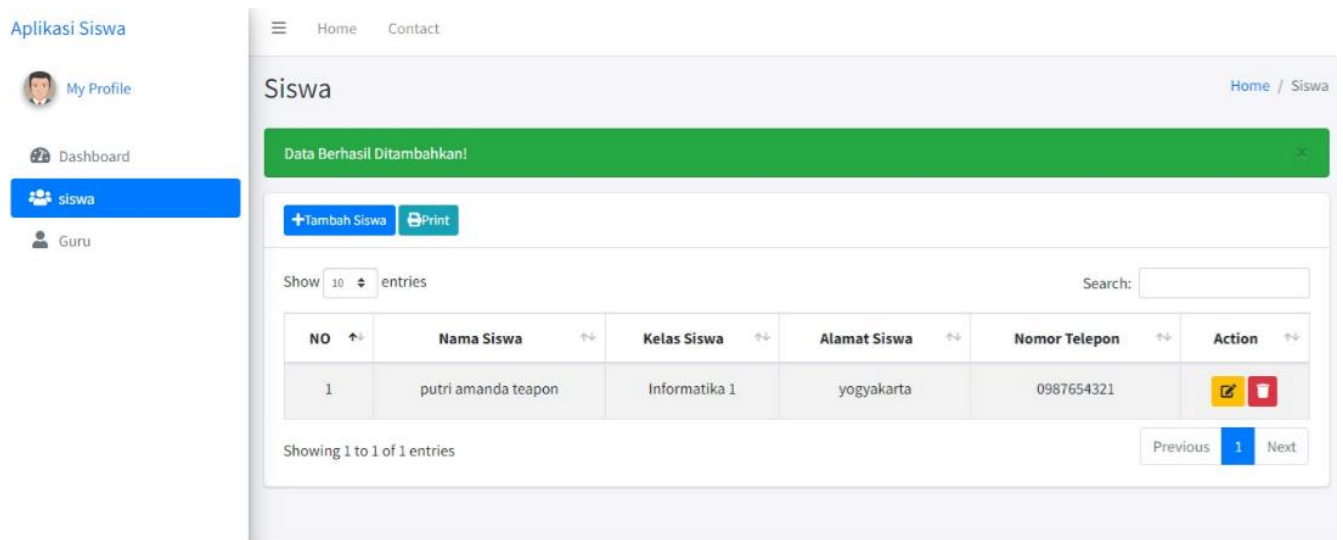 Aplikasi Siswa
Home Contact
My Profile
Siswa
Home / Siswa
Dashboard
Data Berhasil Ditambahkan!
×
siswa
+Tambah Siswa Print
Guru
Show 10 entries
Search:
NO Nama Siswa Kelas Siswa Alamat Siswa Nomor Telepon Action
1 putri amanda teapon Informatika 1 yogyakarta 0987654321
Showing 1 to 1 of 1 entries
Previous 1 Next